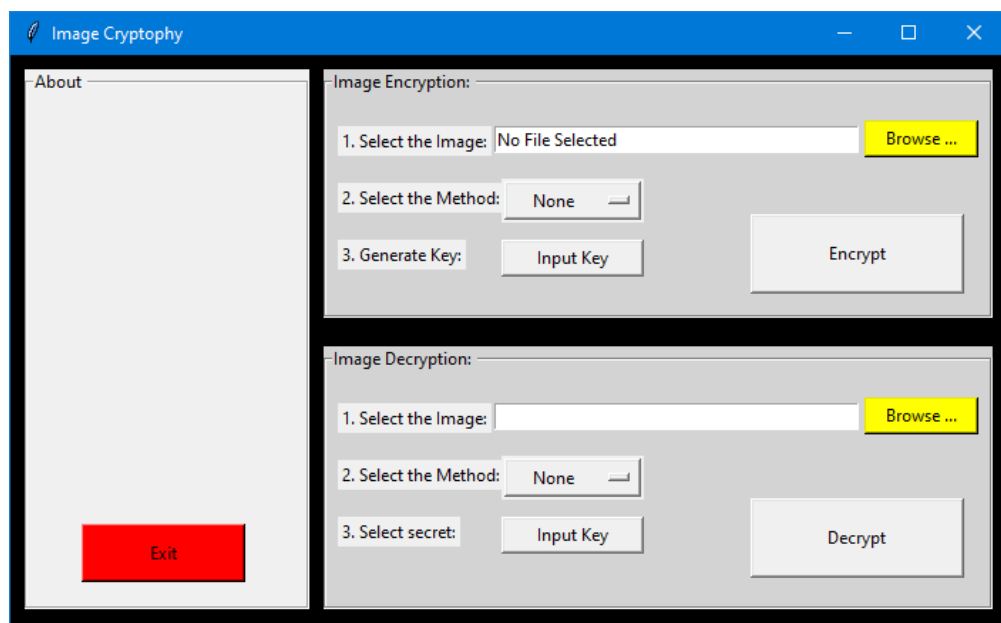 Image Cryptophy
About
Exit
Image Encryption:
1. Select the Image: No File Selected Browse ...
2. Select the Method: None
3. Generate Key: Input Key
Encrypt
Image Decryption:
1. Select the Image: Browse ...
2. Select the Method: None
3. Select secret: Input Key
Decrypt